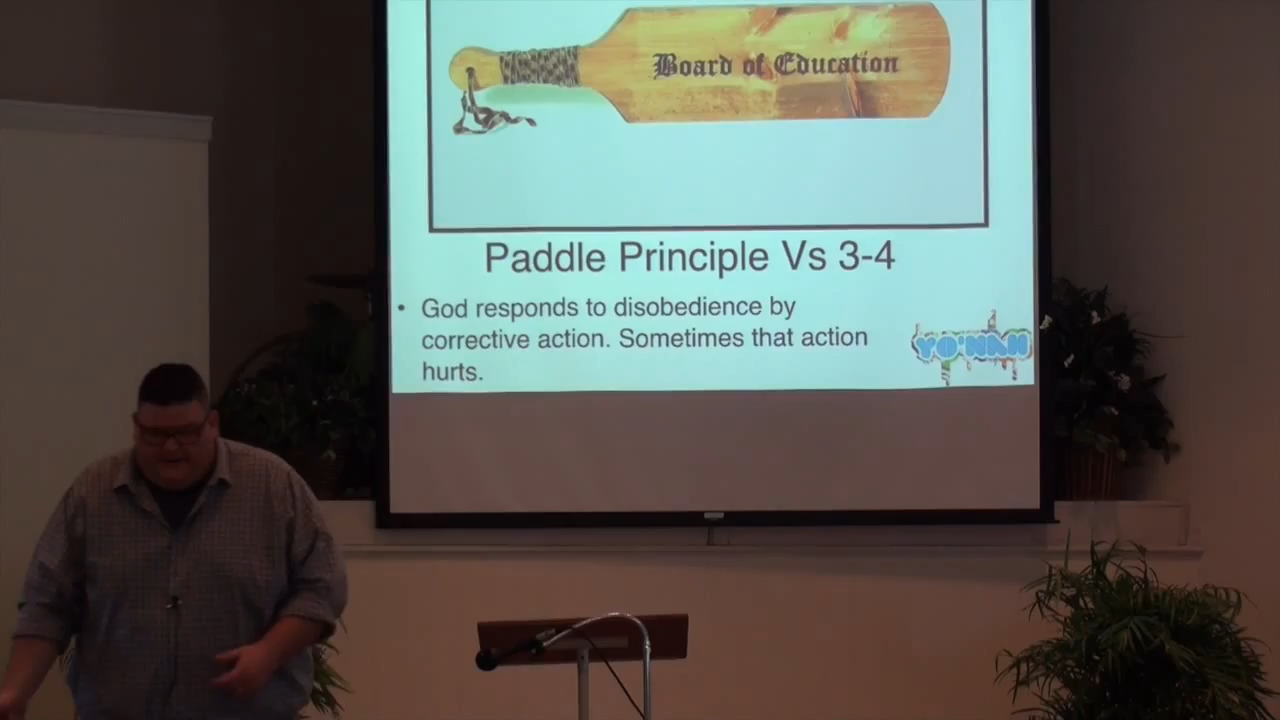 Board of Education
Paddle Principle Vs 3-4
• God responds to disobedience by
corrective action. Sometimes that action
hurts.
YO'NAH